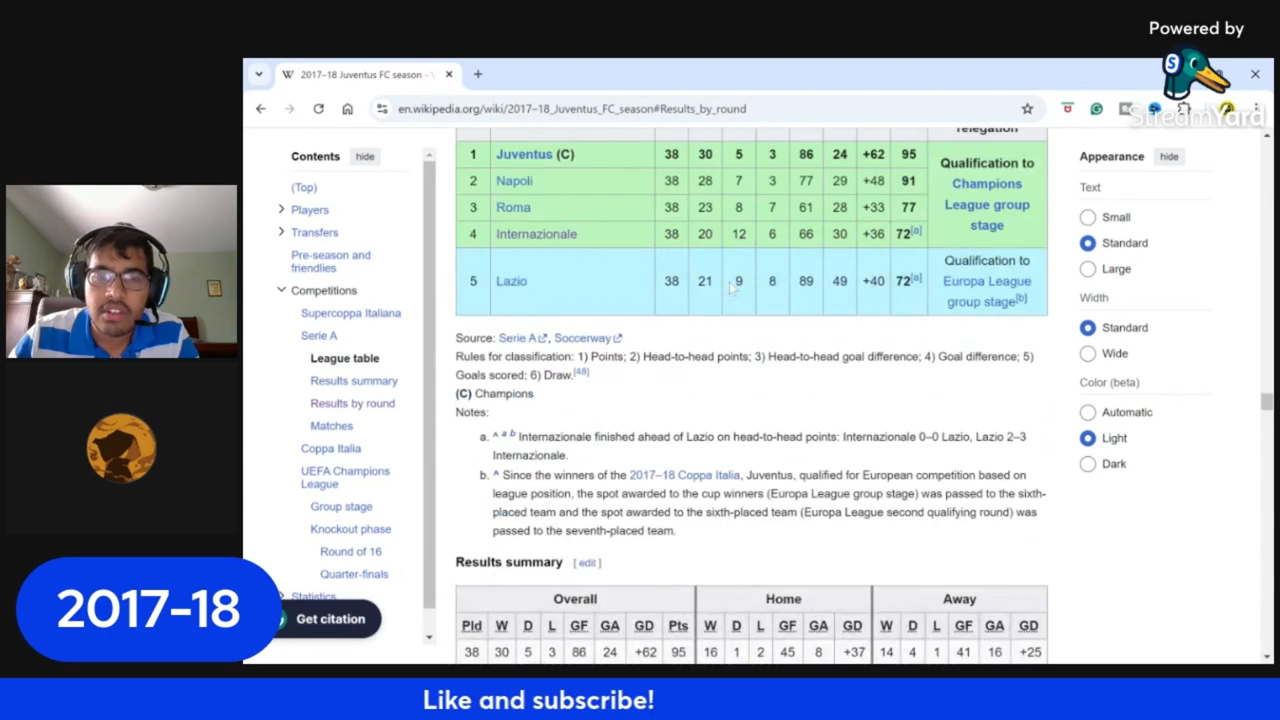 Powered by
StreamYard
2017–18 Juventus FC season -
en.wikipedia.org/wiki/2017–18_Juventus_FC_season#Results_by_round
Contents hide
(Top)
Players
Transfers
Pre-season and
friendlies
Competitions
Supercoppa Italiana
Serie A
League table
Results summary
Results by round
Matches
Coppa Italia
UEFA Champions
League
Group stage
Knockout phase
Round of 16
Quarter-finals
Statistics
Get citation
relegation
1 Juventus (C) 38 30 5 3 86 24 +62 95
2 Napoli 38 28 7 3 77 29 +48 91
3 Roma 38 23 8 7 61 28 +33 77
4 Internazionale 38 20 12 6 66 30 +36 72[a]
Qualification to
Champions
League group
stage
5 Lazio 38 21 9 8 89 49 +40 72[a]
Qualification to
Europa League
group stage[b]
Source: Serie A, Soccerway
Rules for classification: 1) Points; 2) Head-to-head points; 3) Head-to-head goal difference; 4) Goal difference; 5)
Goals scored; 6) Draw.[48]
(C) Champions
Notes:
a. ^ a b Internazionale finished ahead of Lazio on head-to-head points: Internazionale 0–0 Lazio, Lazio 2–3
Internazionale.
b. ^ Since the winners of the 2017–18 Coppa Italia, Juventus, qualified for European competition based on
league position, the spot awarded to the cup winners (Europa League group stage) was passed to the sixth-
placed team and the spot awarded to the sixth-placed team (Europa League second qualifying round) was
passed to the seventh-placed team.
Results summary [ edit ]
Overall Home Away
Pld W D L GF GA GD Pts W D L GF GA GD W D L GF GA GD
38 30 5 3 86 24 +62 95 16 1 2 45 8 +37 14 4 1 41 16 +25
Appearance hide
Text
Small
Standard
Large
Width
Standard
Wide
Color (beta)
Automatic
Light
Dark
2017-18
Like and subscribe!